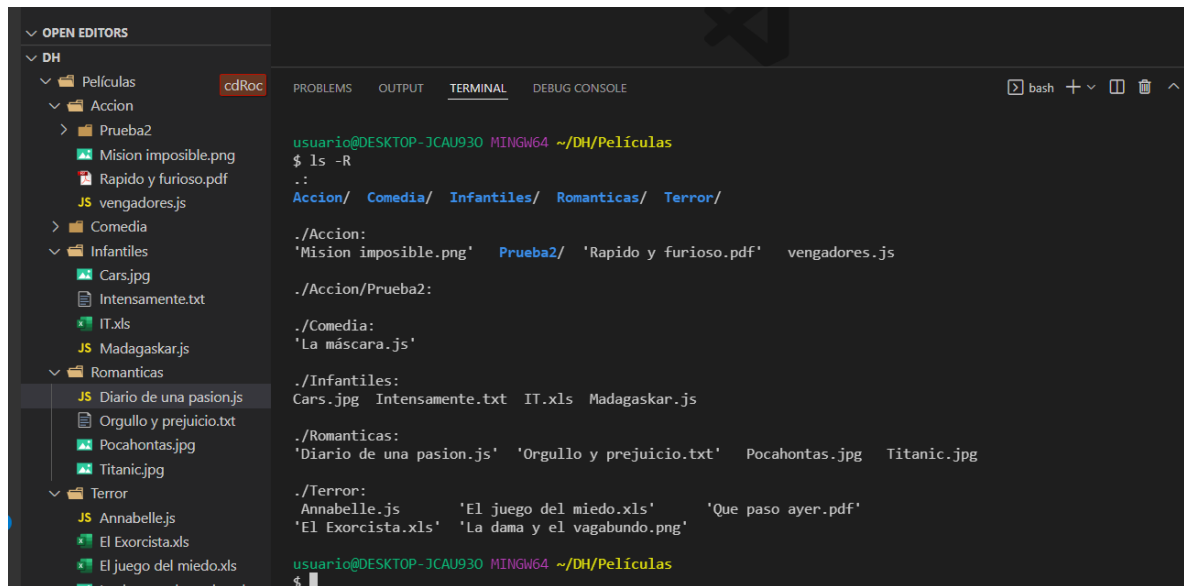 OPEN EDITORS
DH
Películas
cdRoc
Accion
Prueba2
Mision imposible.png
Rapido y furioso.pdf
JS vengadores.js
Comedia
Infantiles
Cars.jpg
Intensamente.txt
IT.xls
JS Madagaskar.js
Romanticas
JS Diario de una pasion.js
Orgullo y prejuicio.txt
Pocahontas.jpg
Titanic.jpg
Terror
JS Annabelle.js
El Exorcista.xls
El juego del miedo.xls
PROBLEMS OUTPUT TERMINAL DEBUG CONSOLE bash
usuario@DESKTOP-JCAU93O MINGW64 ~/DH/Películas
$ ls -R
.:
Accion/ Comedia/ Infantiles/ Romanticas/ Terror/
./Accion:
'Mision imposible.png' Prueba2/ 'Rapido y furioso.pdf' vengadores.js
./Accion/Prueba2:
./Comedia:
'La máscara.js'
./Infantiles:
Cars.jpg Intensamente.txt IT.xls Madagaskar.js
./Romanticas:
'Diario de una pasion.js' 'Orgullo y prejuicio.txt' Pocahontas.jpg Titanic.jpg
./Terror:
Annabelle.js 'El juego del miedo.xls' 'Que paso ayer.pdf'
'El Exorcista.xls' 'La dama y el vagabundo.png'
usuario@DESKTOP-JCAU93O MINGW64 ~/DH/Películas
$